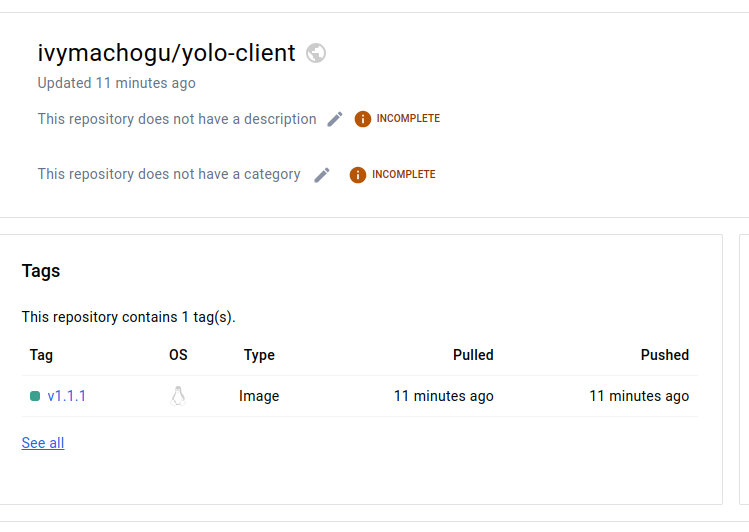 ivymachogu/yolo-client
Updated 11 minutes ago
This repository does not have a description INCOMPLETE
This repository does not have a category INCOMPLETE
Tags
This repository contains 1 tag(s).
Tag OS Type Pulled Pushed
v1.1.1 Image 11 minutes ago 11 minutes ago
See all